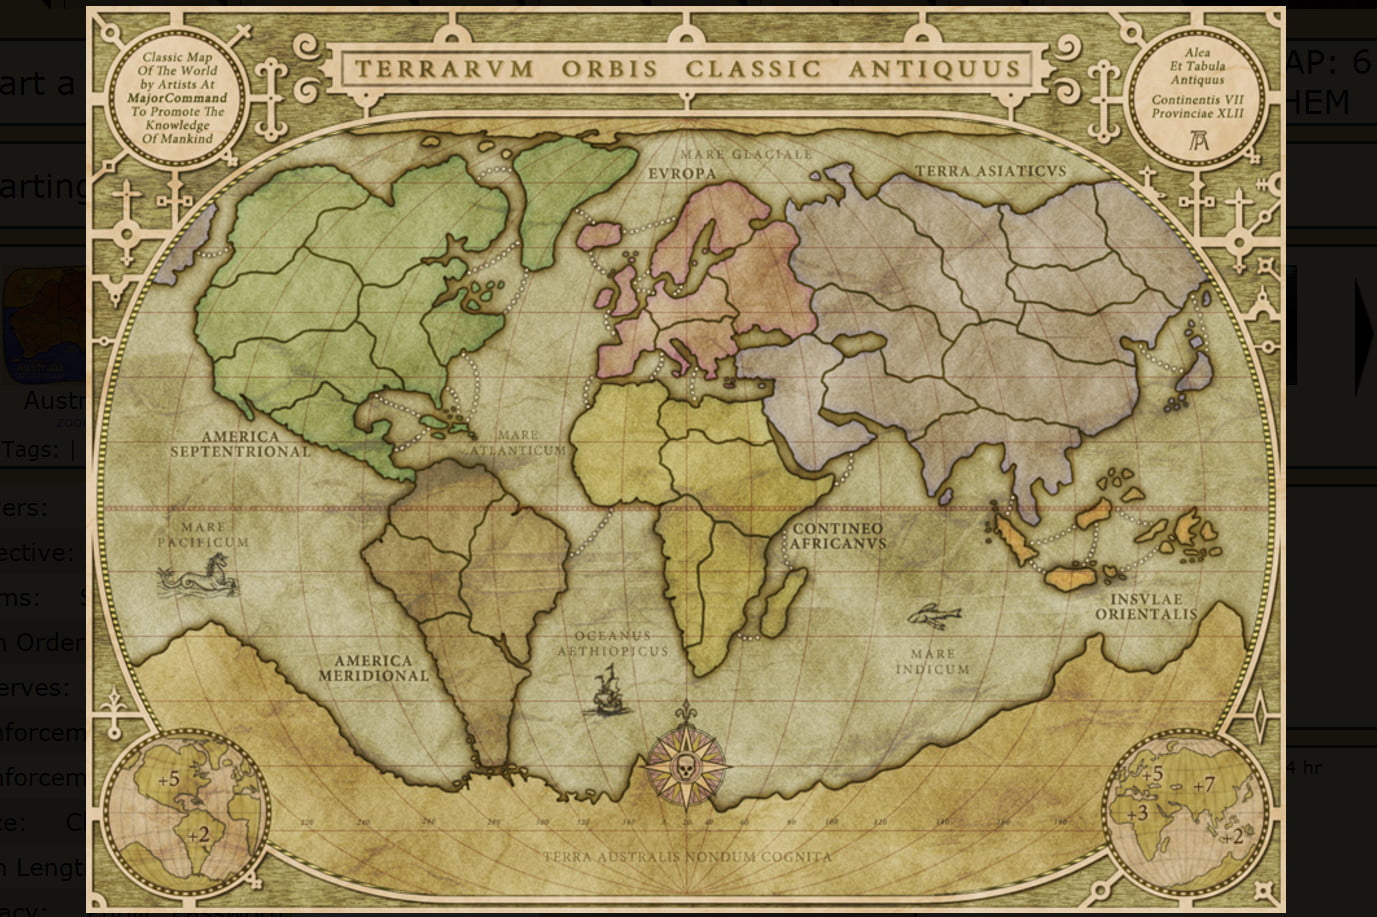 Classic Map
Of The World
by Artists At
MajorCommand
To Promote The
Knowledge
Of Mankind
TERRARVM ORBIS CLASSIC ANTIQUUS
Alea
Et Tabula
Antiquus
Continentis VII
Provinciae XLII
AP: 6
HEM
art a
arting
MARE GLACIALE
EVROPA
TERRA ASIATICVS
Austr
Tags: |
AMERICA
SEPTENTRIONAL
MARE
ATLANTICUM
MARE
PACIFICUM
CONTINEO
AFRICANVS
INSVLAE
ORIENTALIS
AMERICA
MERIDIONAL
OCEANUS
AETHIOPICUS
MARE
INDICUM
ers:
ective:
ms: S
n Order
erves:
nforcem
nforcem
te: C
n Lengt
acy:
4 hr
+5
+2
+5
+7
+3
+2
TERRA AUSTRALIS NONDUM COGNITA